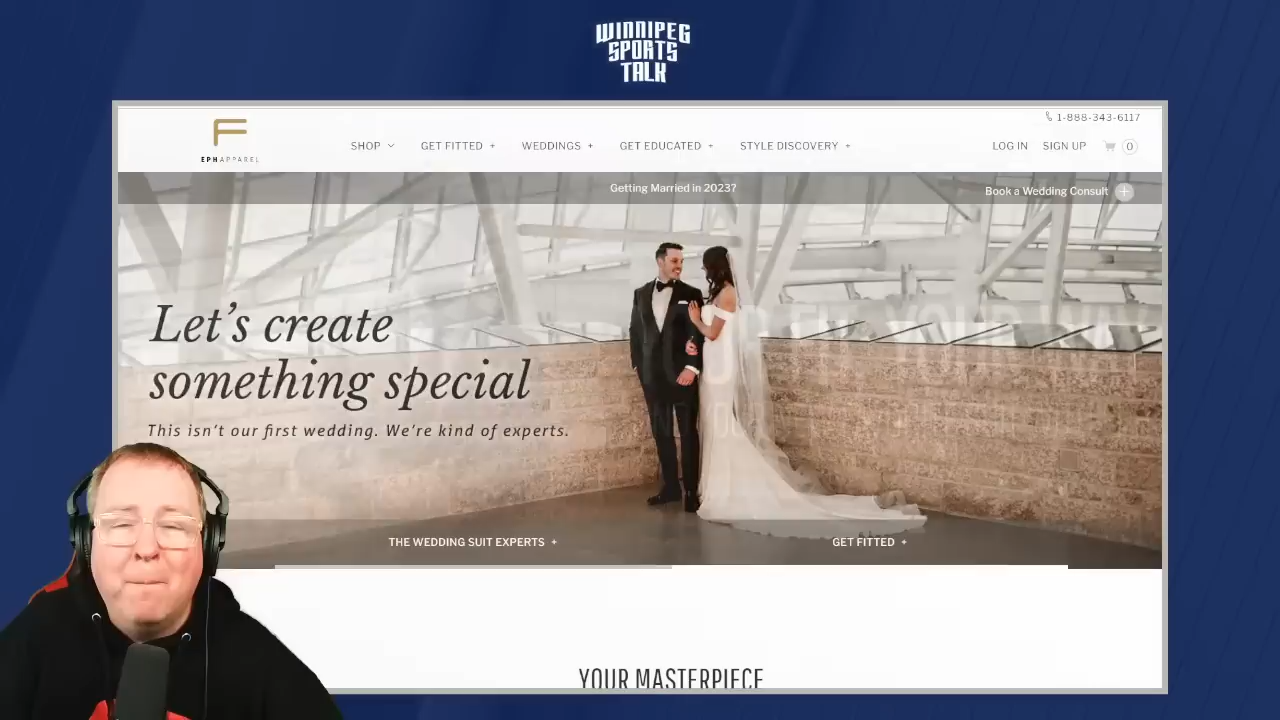 WINNIPEG
SPORTS
TALK
1-888-343-6117
EPH APPAREL
SHOP
GET FITTED +
WEDDINGS +
GET EDUCATED +
STYLE DISCOVERY +
LOG IN
SIGN UP
0
Getting Married in 2023?
Book a Wedding Consult +
Let's create
something special
This isn't our first wedding. We're kind of experts.
THE WEDDING SUIT EXPERTS +
GET FITTED +
YOUR MASTERPIECE